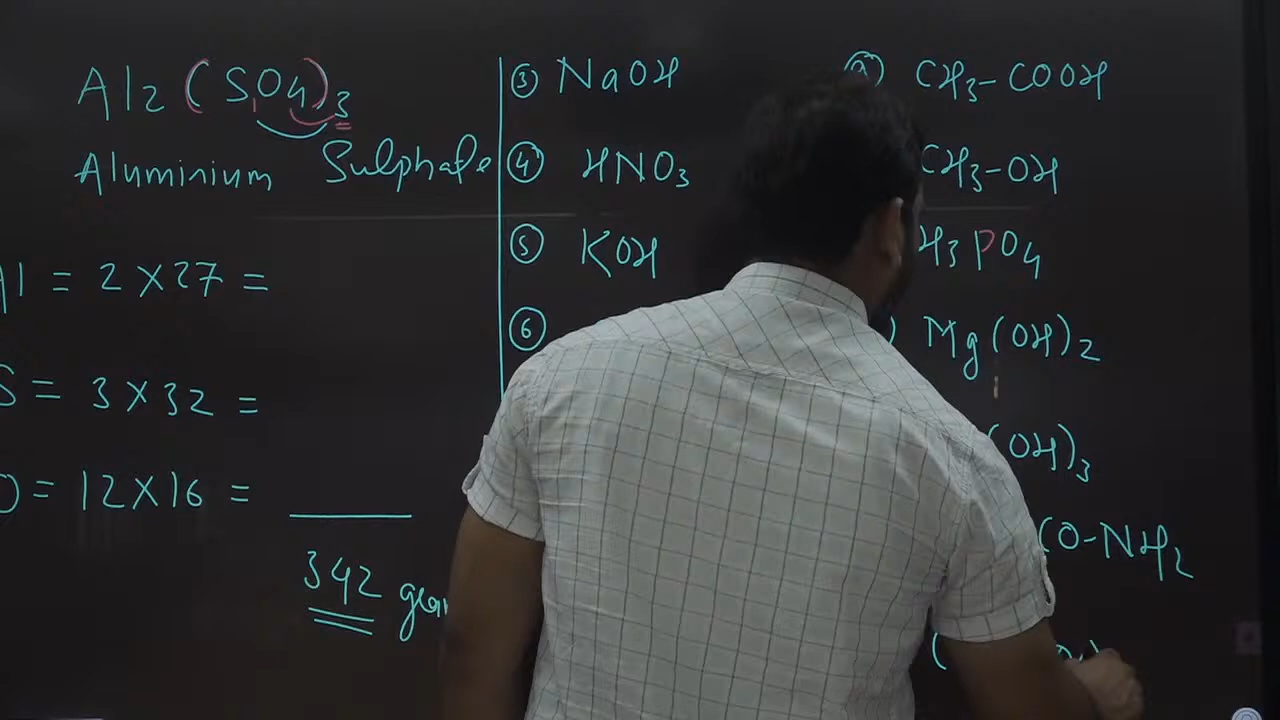 Al2(SO4)3
Aluminium Sulphate
Al = 2 X 27 =
S = 3 X 32 =
O = 12 X 16 =
342
③ NaOH
④ HNO3
⑤ KOH
⑥
CH3-COOH
CH3-OH
H3PO4
Mg(OH)2
(OH)3
CO-NH2